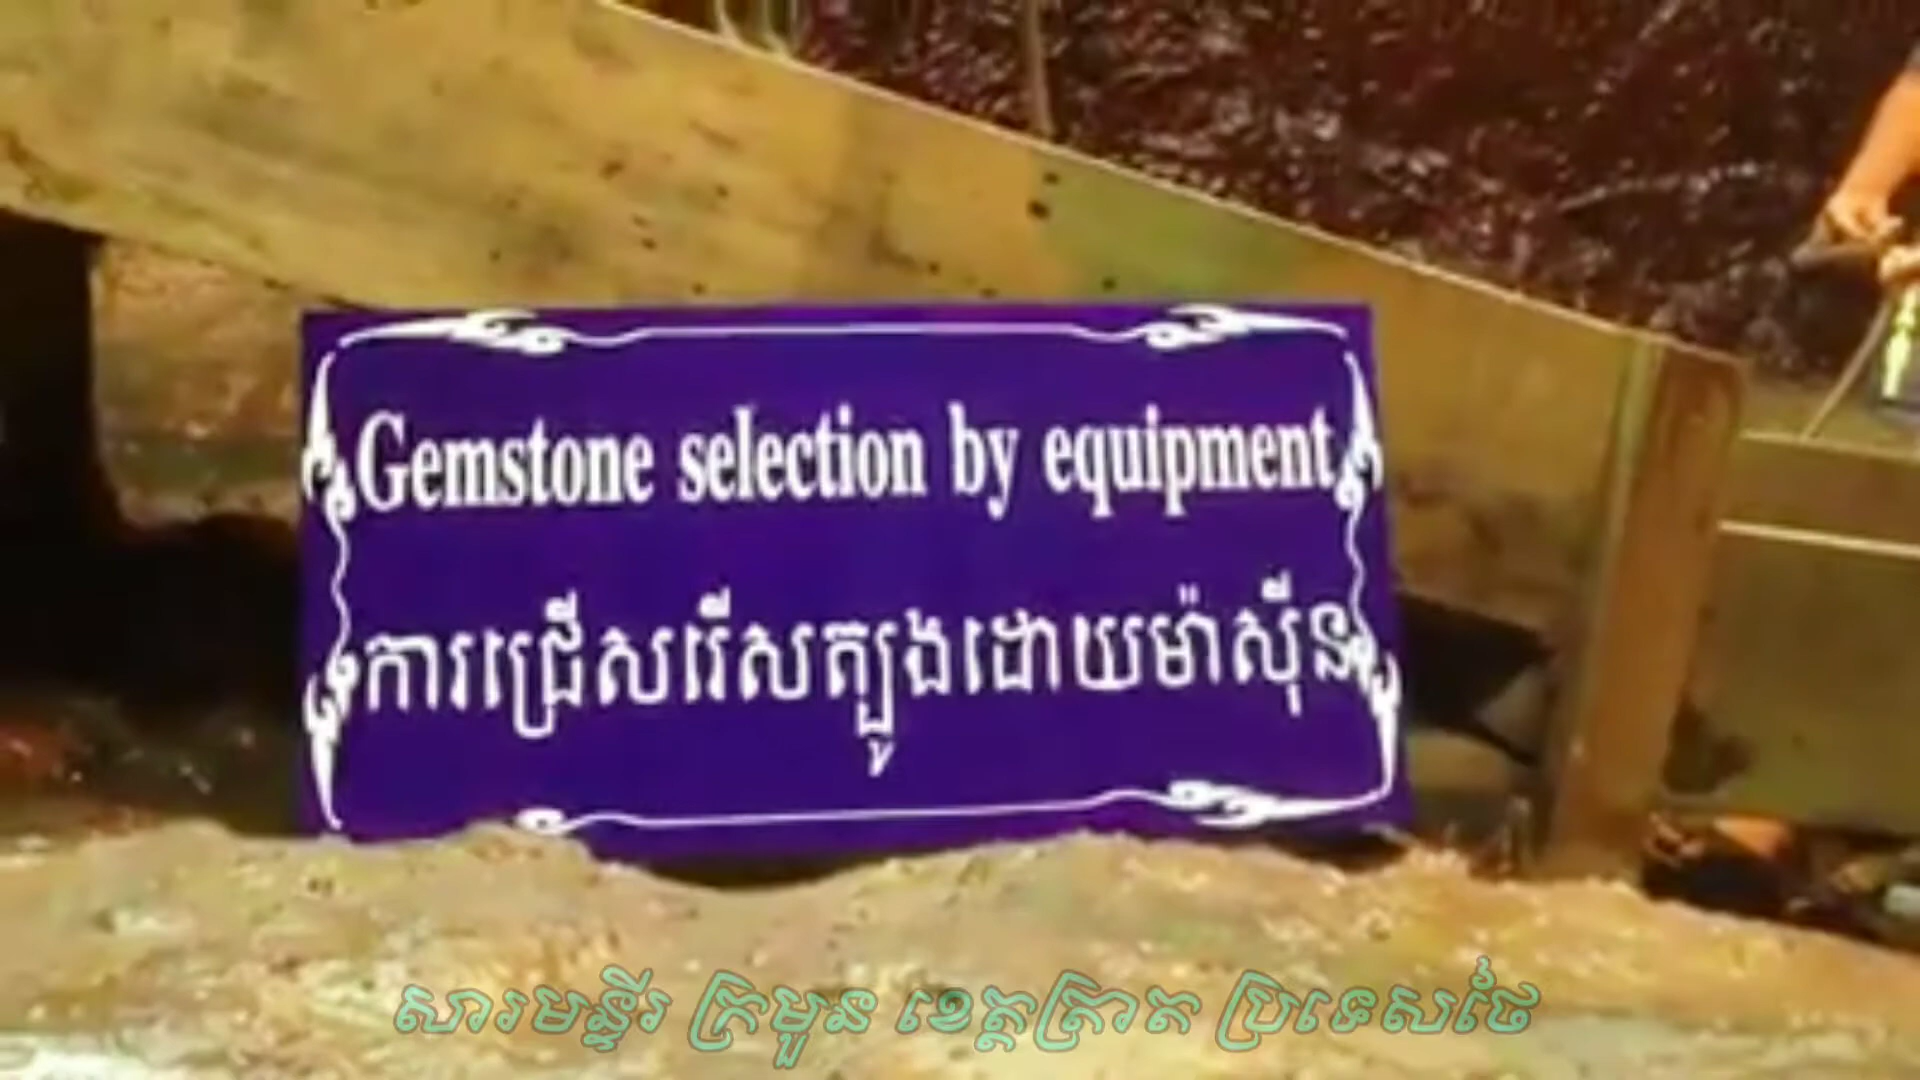 Gemstone selection by equipment
ការជ្រើសរើសត្បូងដោយម៉ាស៊ីន
សារមន្ទីរ ក្រមួន ខេត្តត្រាត ប្រទេសថៃ